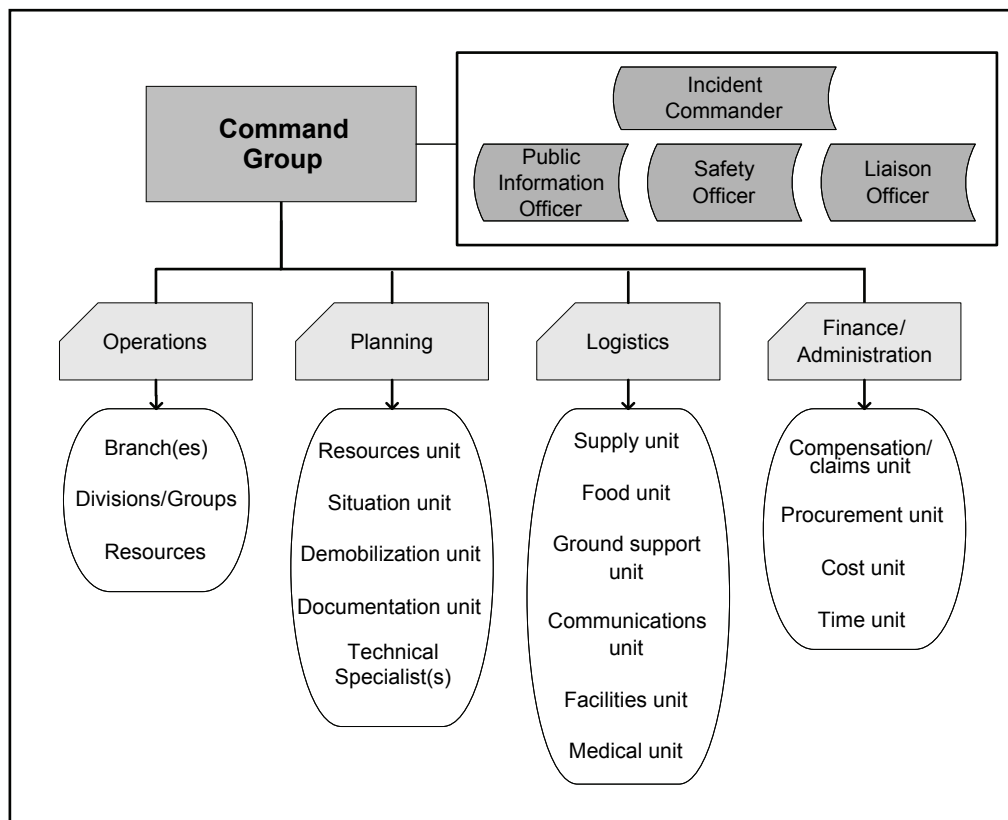 Command
Group
Incident
Commander
Public
Information
Officer
Safety
Officer
Liaison
Officer
Operations
Planning
Logistics
Finance/
Administration
Branch(es)
Divisions/Groups
Resources
Resources unit
Situation unit
Demobilization unit
Documentation unit
Technical
Specialist(s)
Supply unit
Food unit
Ground support
unit
Communications
unit
Facilities unit
Medical unit
Compensation/
claims unit
Procurement unit
Cost unit
Time unit